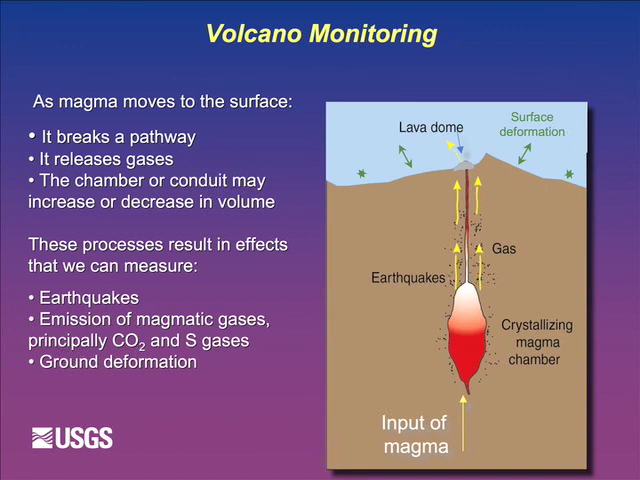 Volcano Monitoring
As magma moves to the surface:
• It breaks a pathway
• It releases gases
• The chamber or conduit may
increase or decrease in volume
These processes result in effects
that we can measure:
• Earthquakes
• Emission of magmatic gases,
principally CO₂ and S gases
• Ground deformation
USGS
Lava dome
Surface
deformation
Gas
Earthquakes
Crystallizing
magma
chamber
Input of
magma